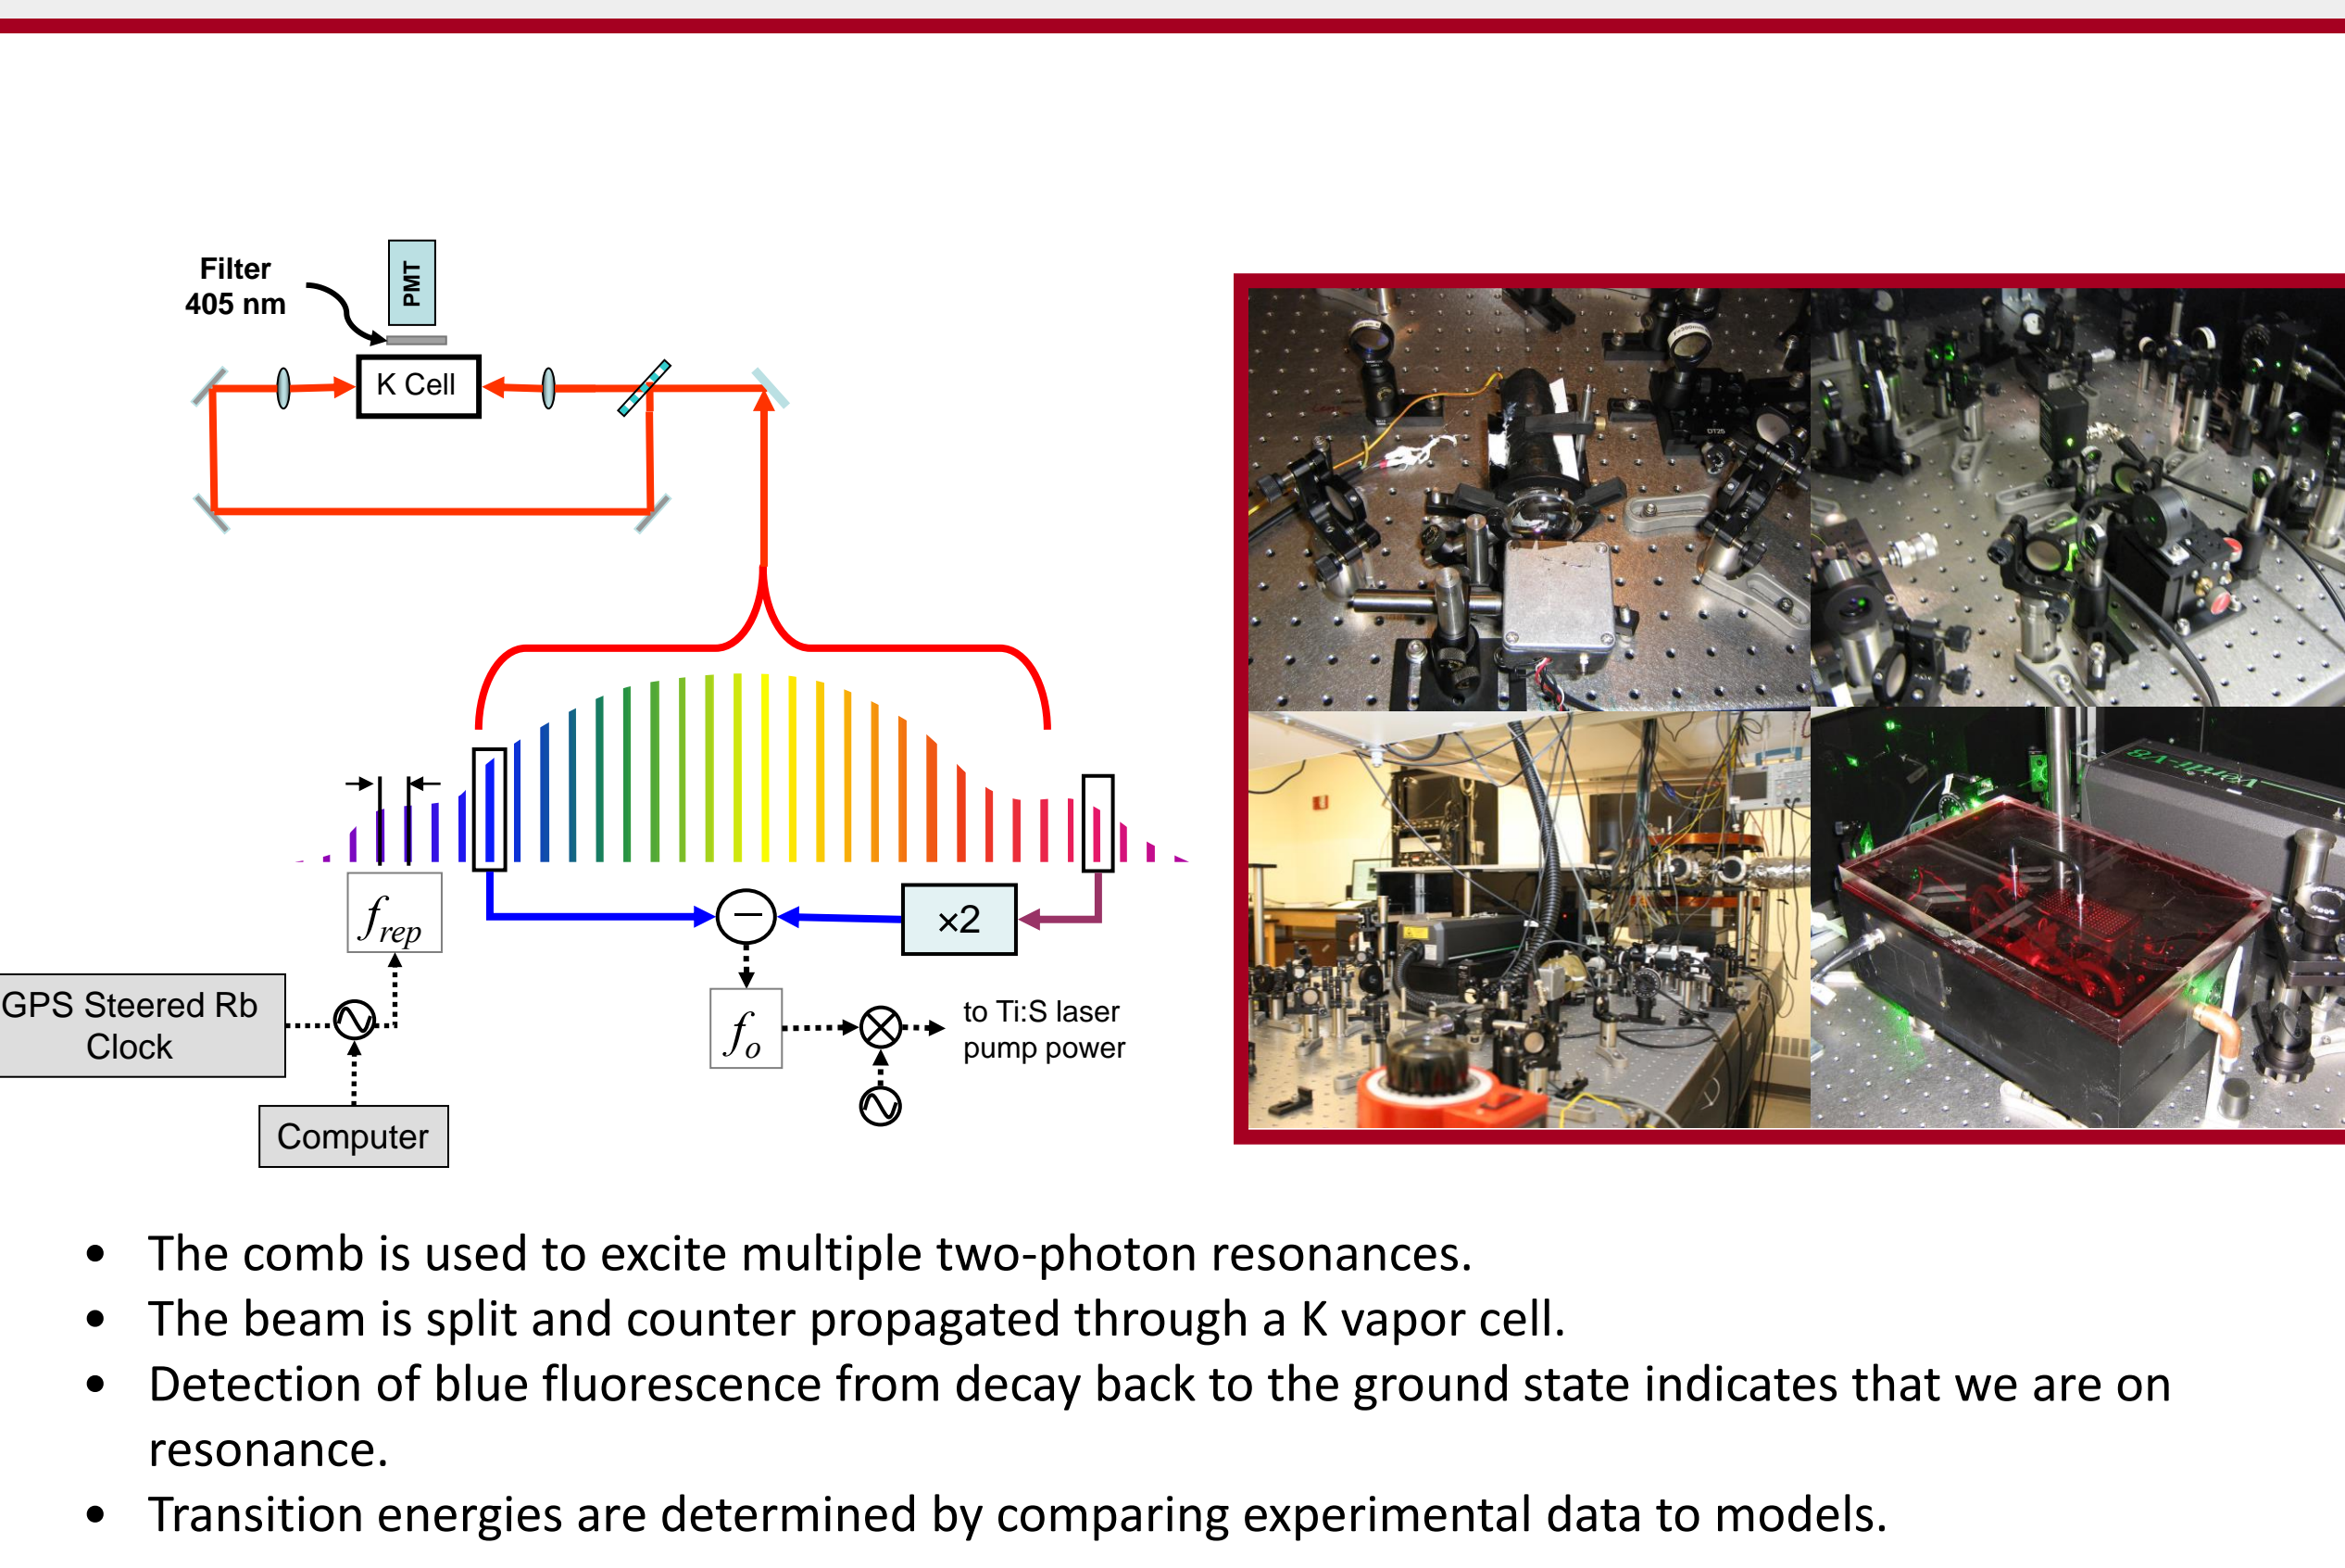 Filter
405 nm
PMT
K Cell
f_rep
×2
−
GPS Steered Rb
Clock
f_o
to Ti:S laser
pump power
Computer
DT25
Verdi-V8
• The comb is used to excite multiple two-photon resonances.
• The beam is split and counter propagated through a K vapor cell.
• Detection of blue fluorescence from decay back to the ground state indicates that we are on
resonance.
• Transition energies are determined by comparing experimental data to models.